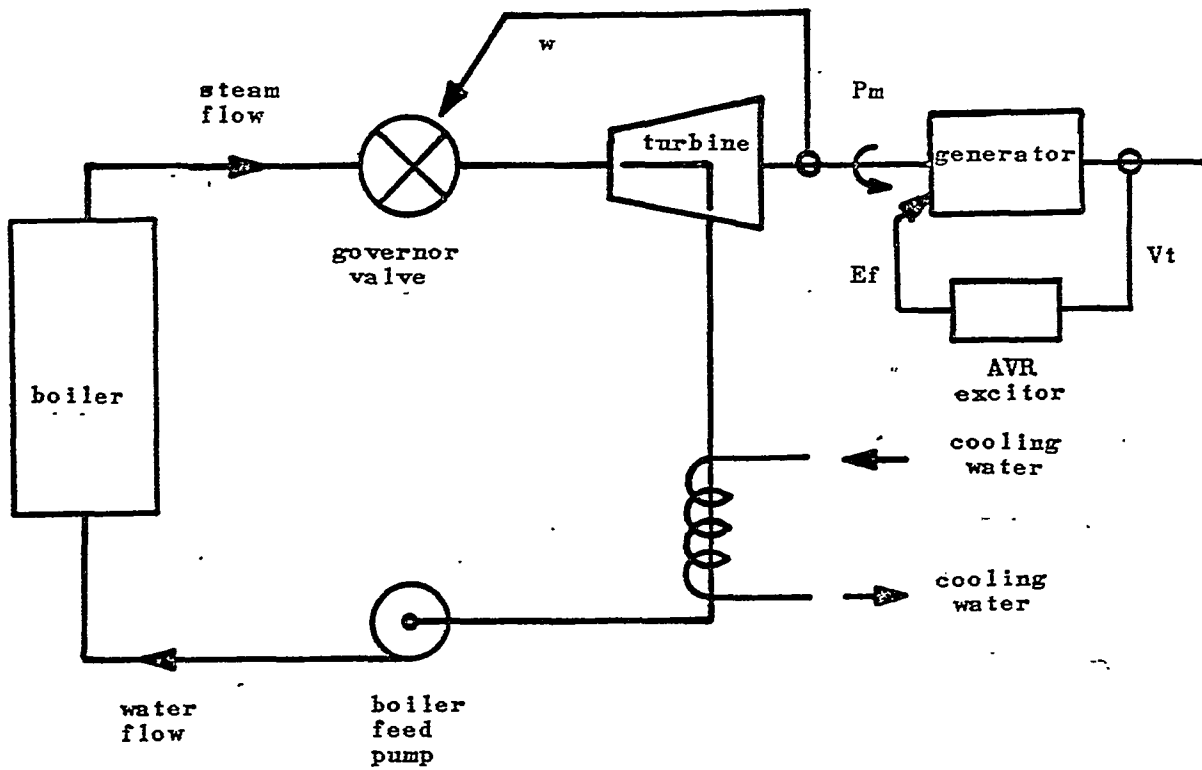 w
steam
flow
Pm
turbine
generator
governor
valve
Ef
Vt
boiler
AVR
excitor
cooling
water
cooling
water
water
flow
boiler
feed
pump